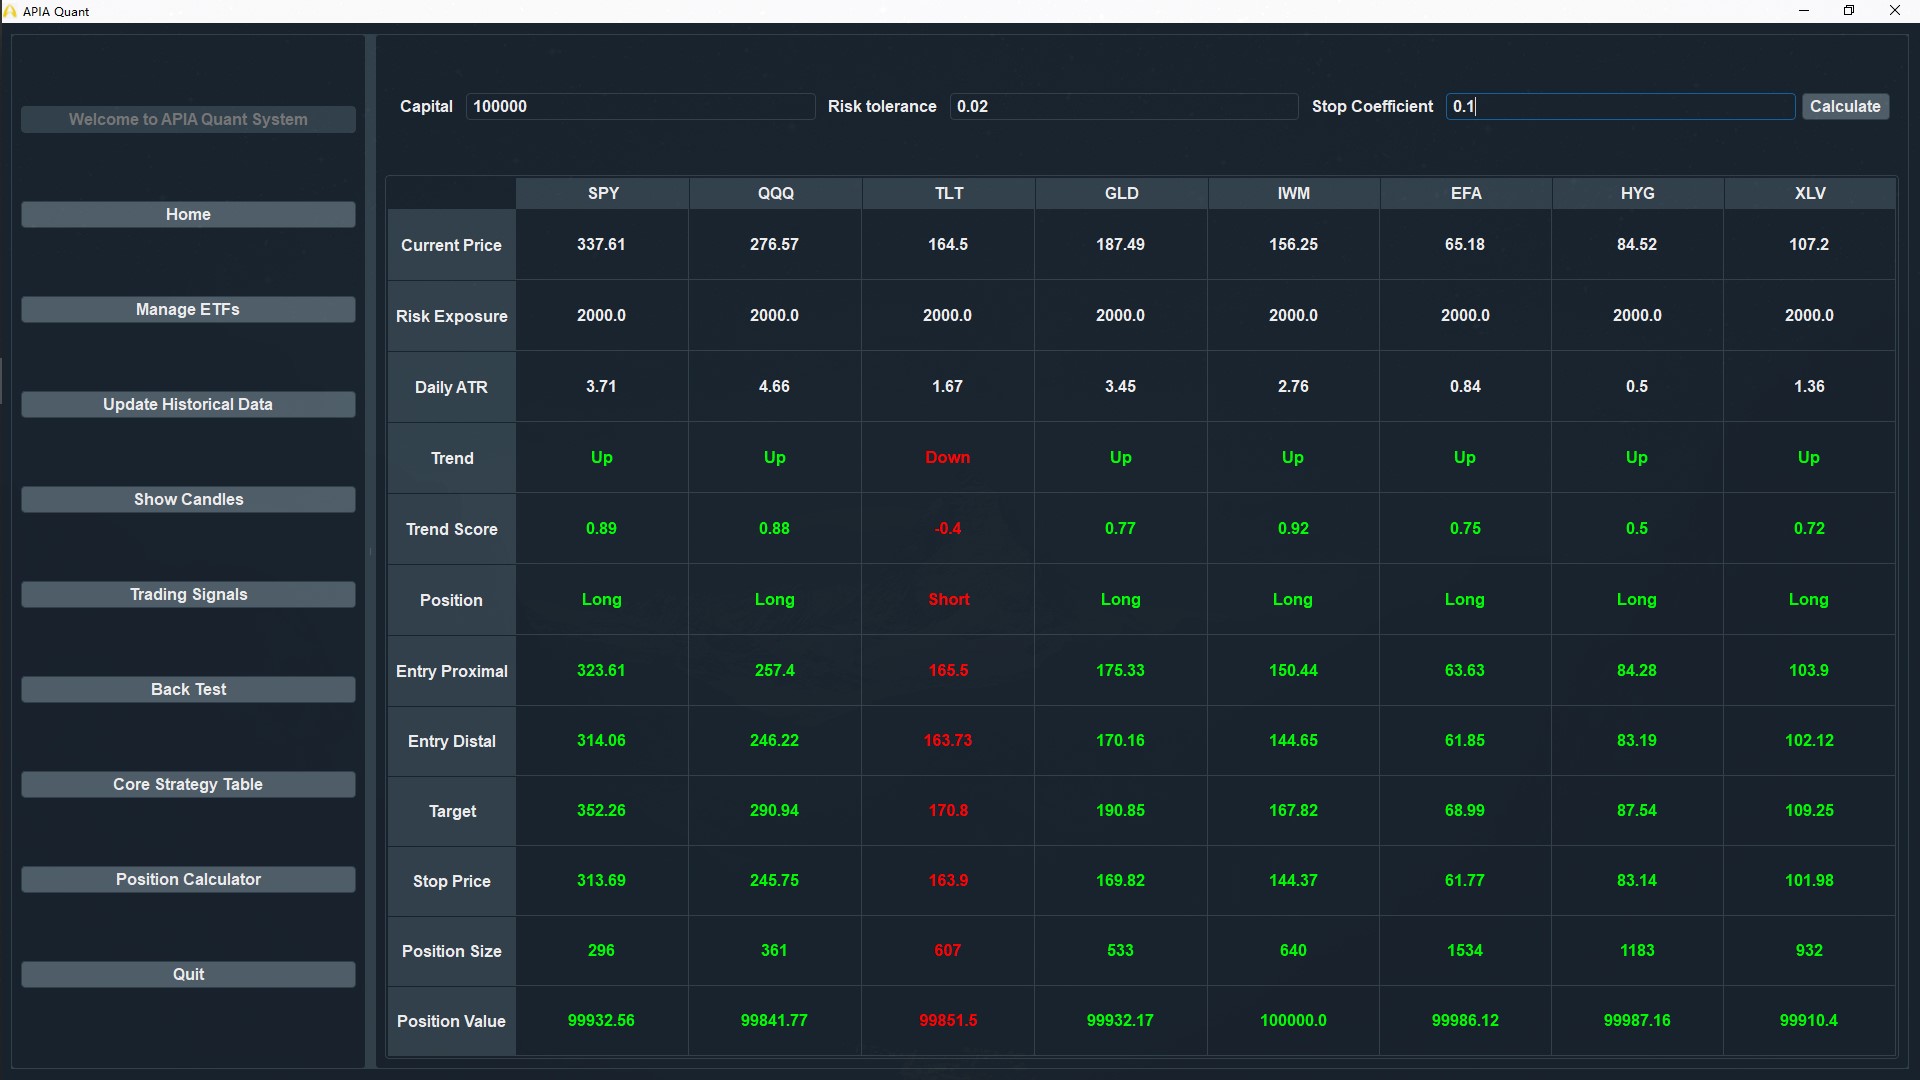 APIA Quant
Welcome to APIA Quant System
Home
Manage ETFs
Update Historical Data
Show Candles
Trading Signals
Back Test
Core Strategy Table
Position Calculator
Quit
Capital 100000 Risk tolerance 0.02 Stop Coefficient 0.1 Calculate
SPY QQQ TLT GLD IWM EFA HYG XLV
Current Price 337.61 276.57 164.5 187.49 156.25 65.18 84.52 107.2
Risk Exposure 2000.0 2000.0 2000.0 2000.0 2000.0 2000.0 2000.0 2000.0
Daily ATR 3.71 4.66 1.67 3.45 2.76 0.84 0.5 1.36
Trend Up Up Down Up Up Up Up Up
Trend Score 0.89 0.88 -0.4 0.77 0.92 0.75 0.5 0.72
Position Long Long Short Long Long Long Long Long
Entry Proximal 323.61 257.4 165.5 175.33 150.44 63.63 84.28 103.9
Entry Distal 314.06 246.22 163.73 170.16 144.65 61.85 83.19 102.12
Target 352.26 290.94 170.8 190.85 167.82 68.99 87.54 109.25
Stop Price 313.69 245.75 163.9 169.82 144.37 61.77 83.14 101.98
Position Size 296 361 607 533 640 1534 1183 932
Position Value 99932.56 99841.77 99851.5 99932.17 100000.0 99986.12 99987.16 99910.4